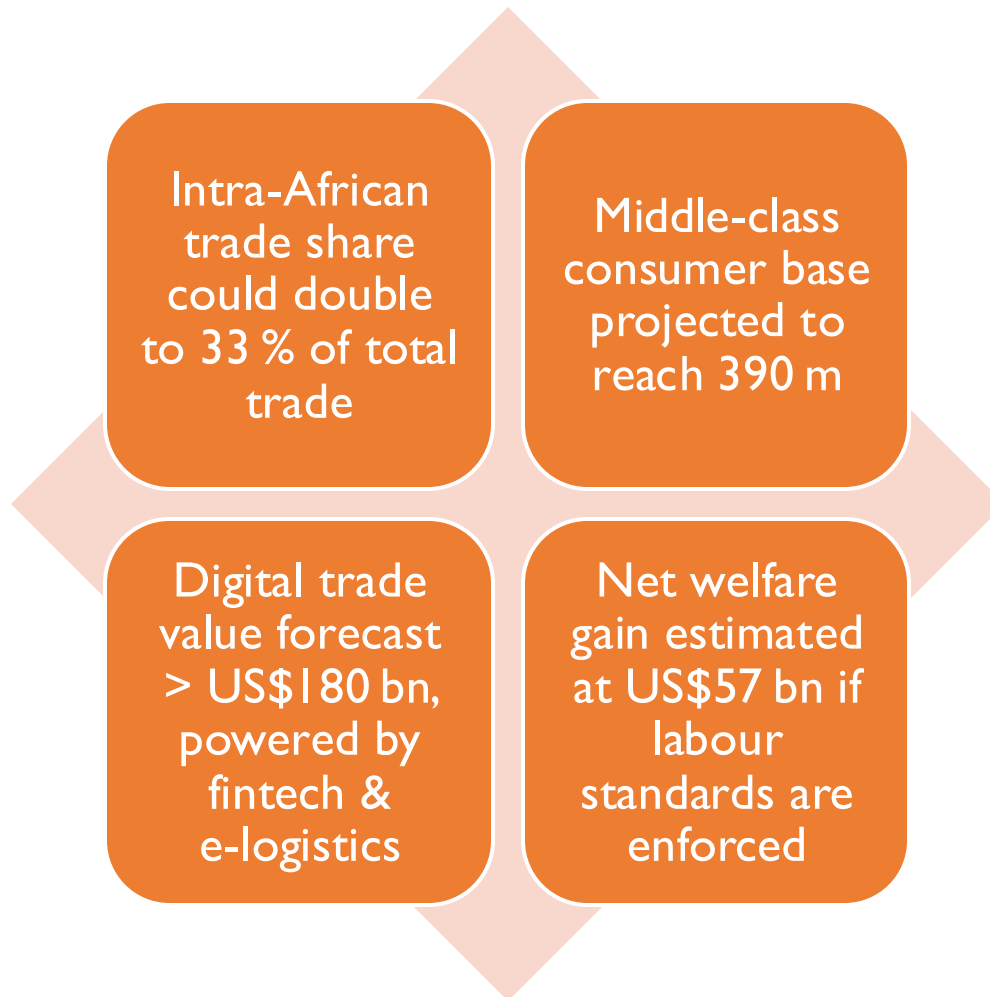 Intra-African
trade share
could double
to 33 % of total
trade
Middle-class
consumer base
projected to
reach 390 m
Digital trade
value forecast
> US$180 bn,
powered by
fintech &
e-logistics
Net welfare
gain estimated
at US$57 bn if
labour
standards are
enforced